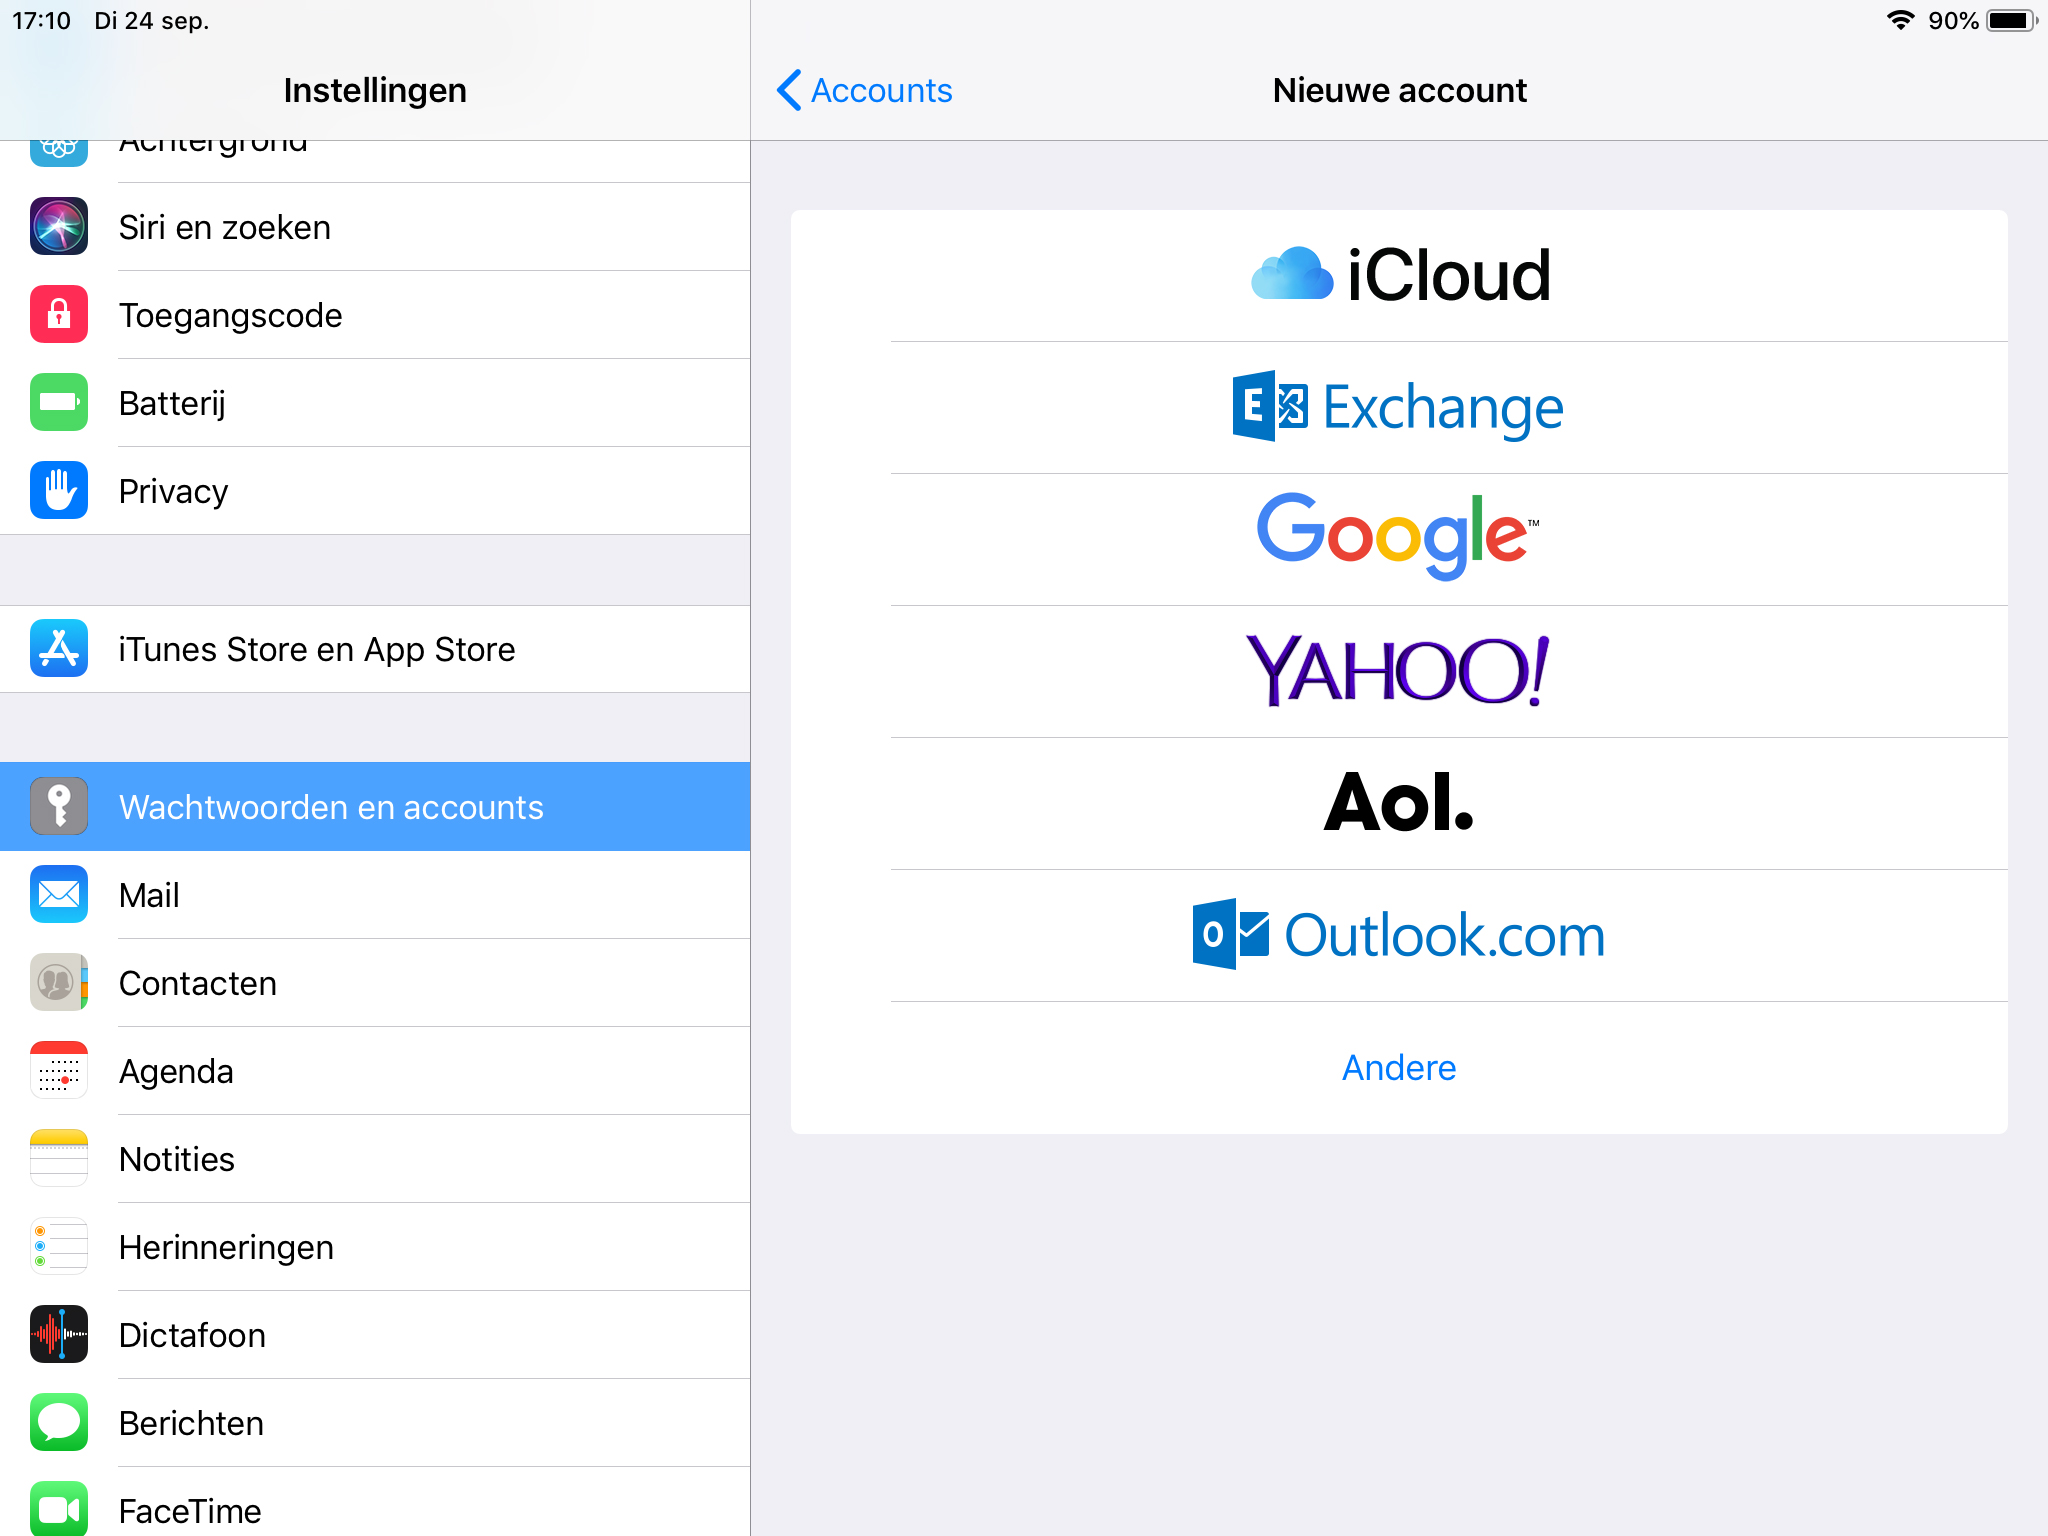 17:10 Di 24 sep.
90%
Instellingen
Achtergrond
Siri en zoeken
Toegangscode
Batterij
Privacy
iTunes Store en App Store
Wachtwoorden en accounts
Mail
Contacten
Agenda
Notities
Herinneringen
Dictafoon
Berichten
FaceTime
Accounts
Nieuwe account
iCloud
E Exchange
Google™
YAHOO!
Aol.
O Outlook.com
Andere